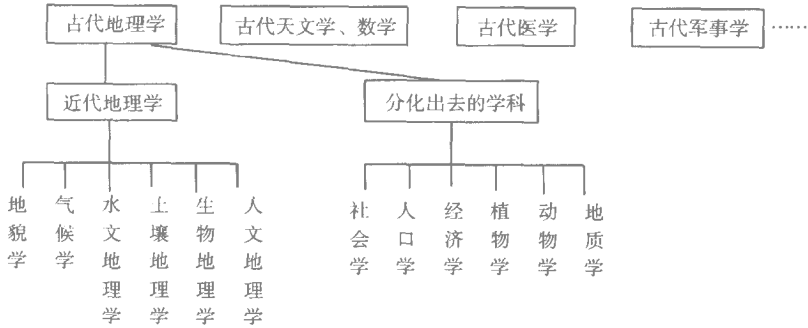 古代地理学
古代天文学、数学
古代医学
古代军事学
……
近代地理学
分化出去的学科
地貌学
气候学
水文地理学
土壤地理学
生物地理学
人文地理学
社会学
人口学
经济学
植物学
动物学
地质学